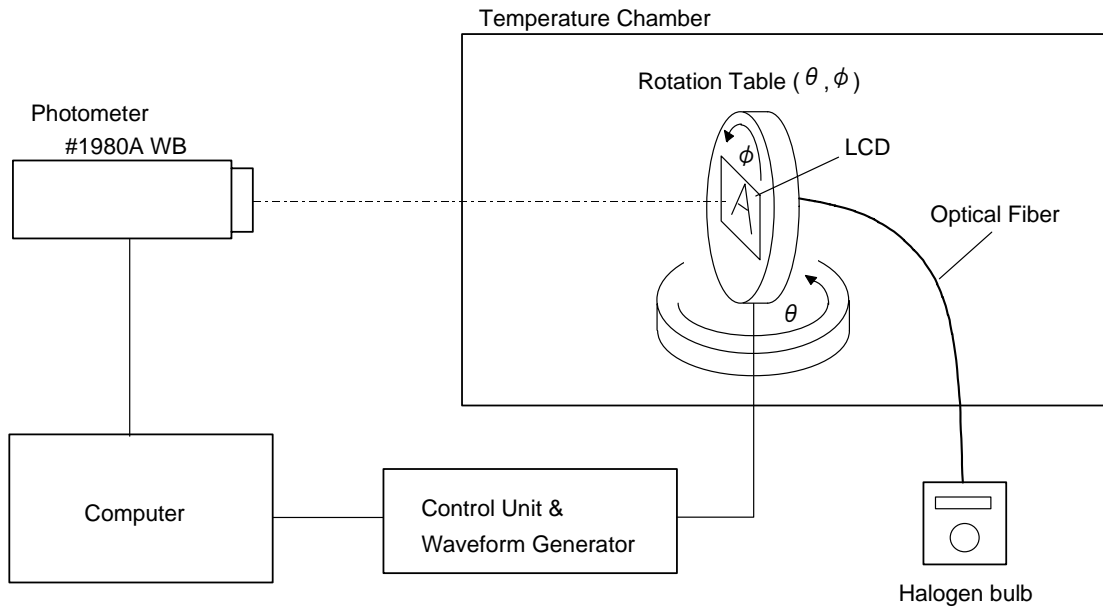 Temperature Chamber
Rotation Table ( θ , φ )
Photometer
#1980A WB
φ
LCD
A
Optical Fiber
θ
Computer
Control Unit &
Waveform Generator
Halogen bulb